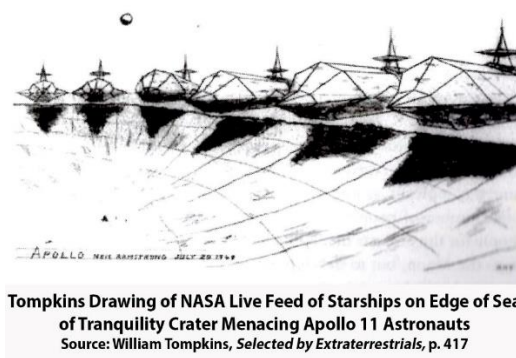 APOLLO NEIL ARMSTRONG JULY 20 1969
Tompkins Drawing of NASA Live Feed of Starships on Edge of Sea
of Tranquility Crater Menacing Apollo 11 Astronauts
Source: William Tompkins, Selected by Extraterrestrials, p. 417